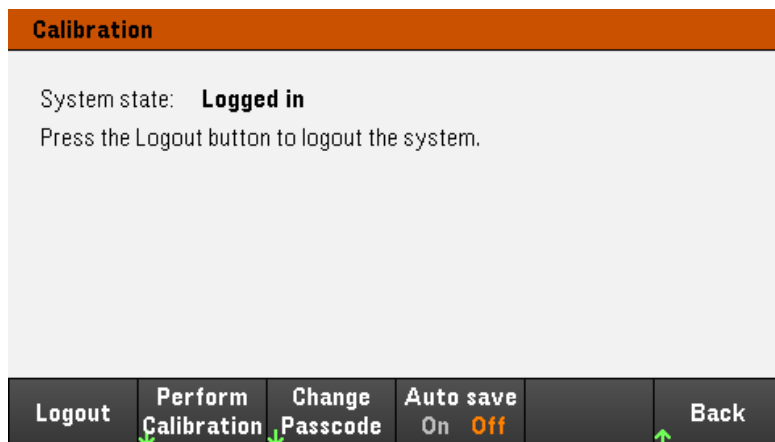 Calibration
System state: Logged in
Press the Logout button to logout the system.
Logout
Perform
Calibration
Change
Passcode
Auto save
On Off
Back